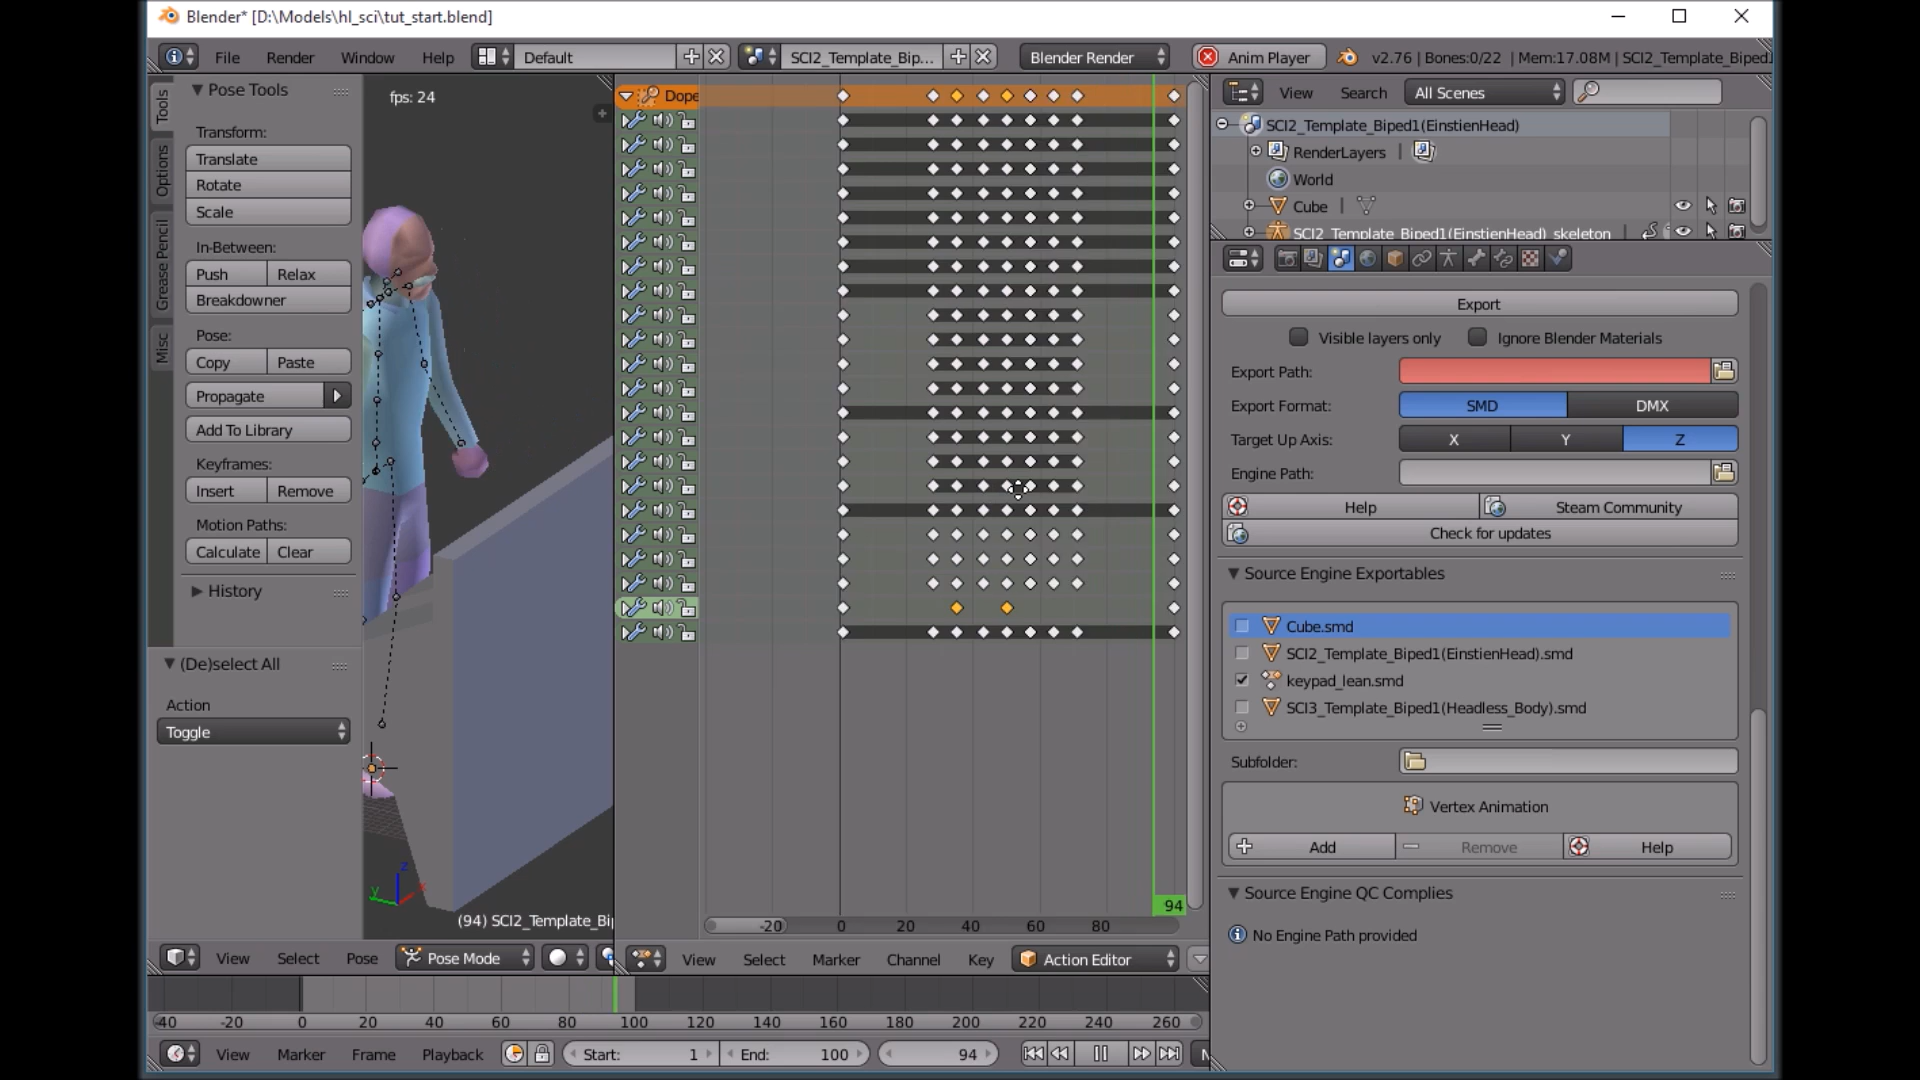 Blender* [D:\Models\hl_sci\tut_start.blend]
File Render Window Help Default SCI2_Template_Bip... Blender Render Anim Player v2.76 | Bones:0/22 | Mem:17.08M | SCI2_Template_Biped1
Tools
Options
Grease Pencil
Misc
Pose Tools
Transform:
Translate
Rotate
Scale
In-Between:
Push Relax
Breakdowner
Pose:
Copy Paste
Propagate
Add To Library
Keyframes:
Insert Remove
Motion Paths:
Calculate Clear
History
(De)select All
Action
Toggle
fps: 24
z
y
x
(94) SCI2_Template_Bi
View Select Pose Pose Mode
Dope
94
-20 0 20 40 60 80
View Select Marker Channel Key Action Editor
-40 -20 0 20 40 60 80 100 120 140 160 180 200 220 240 260
View Marker Frame Playback Start: 1 End: 100 94 N
View Search All Scenes
SCI2_Template_Biped1(EinstienHead)
RenderLayers |
World
Cube |
SCI2_Template_Biped1(EinstienHead)_skeleton |
Export
Visible layers only Ignore Blender Materials
Export Path:
Export Format: SMD DMX
Target Up Axis: X Y Z
Engine Path:
Help Steam Community
Check for updates
Source Engine Exportables
Cube.smd
SCI2_Template_Biped1(EinstienHead).smd
keypad_lean.smd
SCI3_Template_Biped1(Headless_Body).smd
Subfolder:
Vertex Animation
Add Remove Help
Source Engine QC Complies
No Engine Path provided